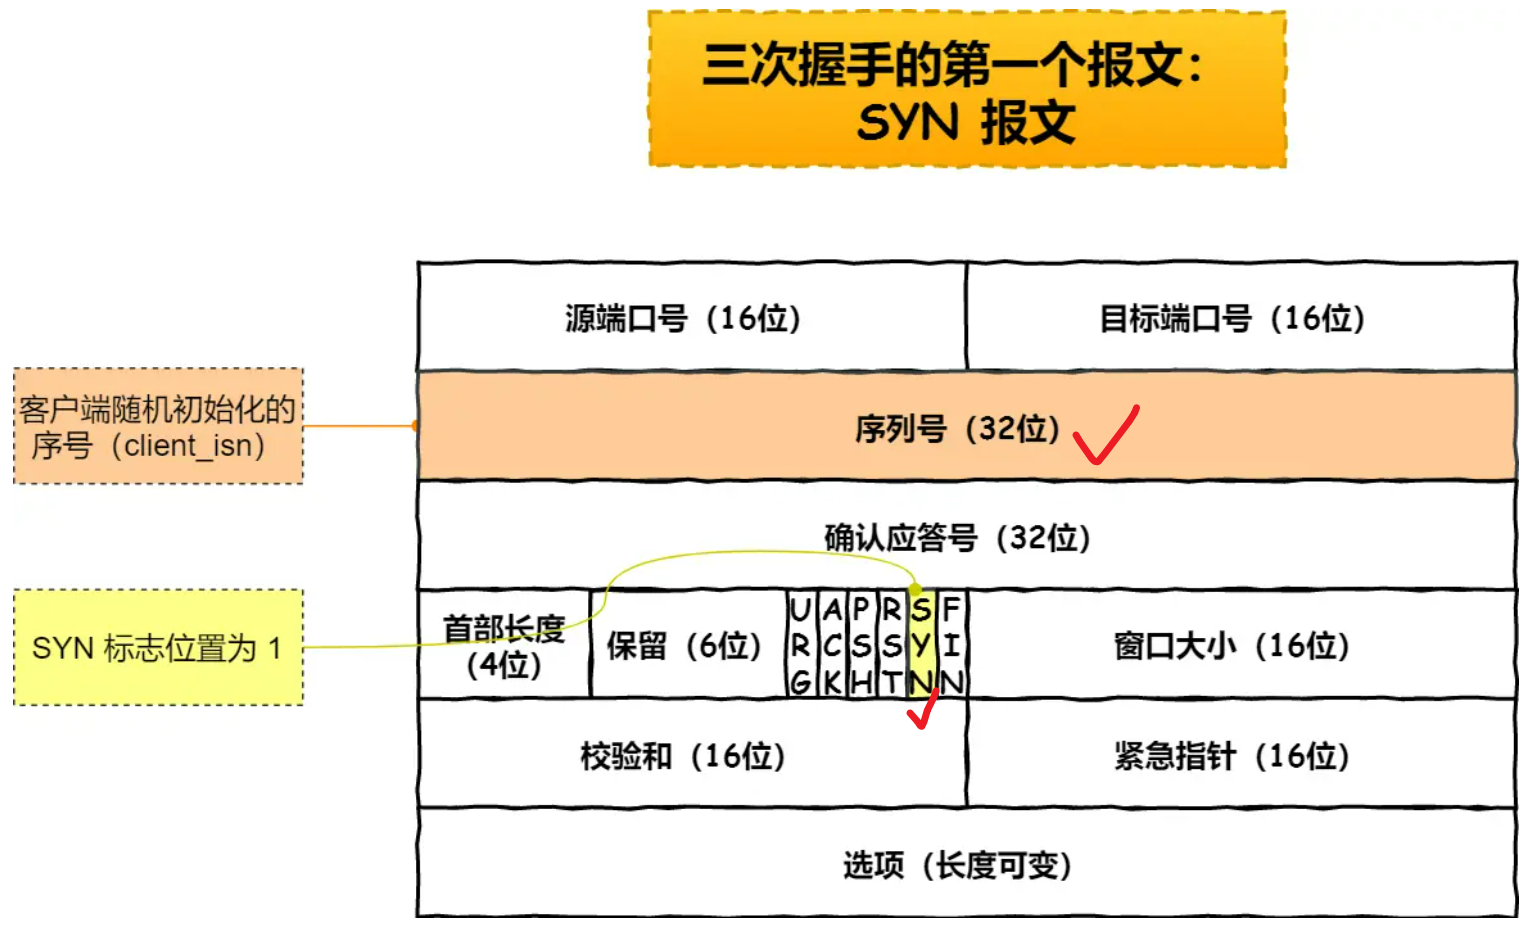 三次握手的第一个报文：
SYN 报文
源端口号（16位）
目标端口号（16位）
客户端随机初始化的
序号（client_isn）
序列号（32位）
确认应答号（32位）
SYN 标志位置为 1
首部长度
（4位）
保留（6位）
URG
ACK
PSH
RST
SYN
FIN
窗口大小（16位）
校验和（16位）
紧急指针（16位）
选项（长度可变）